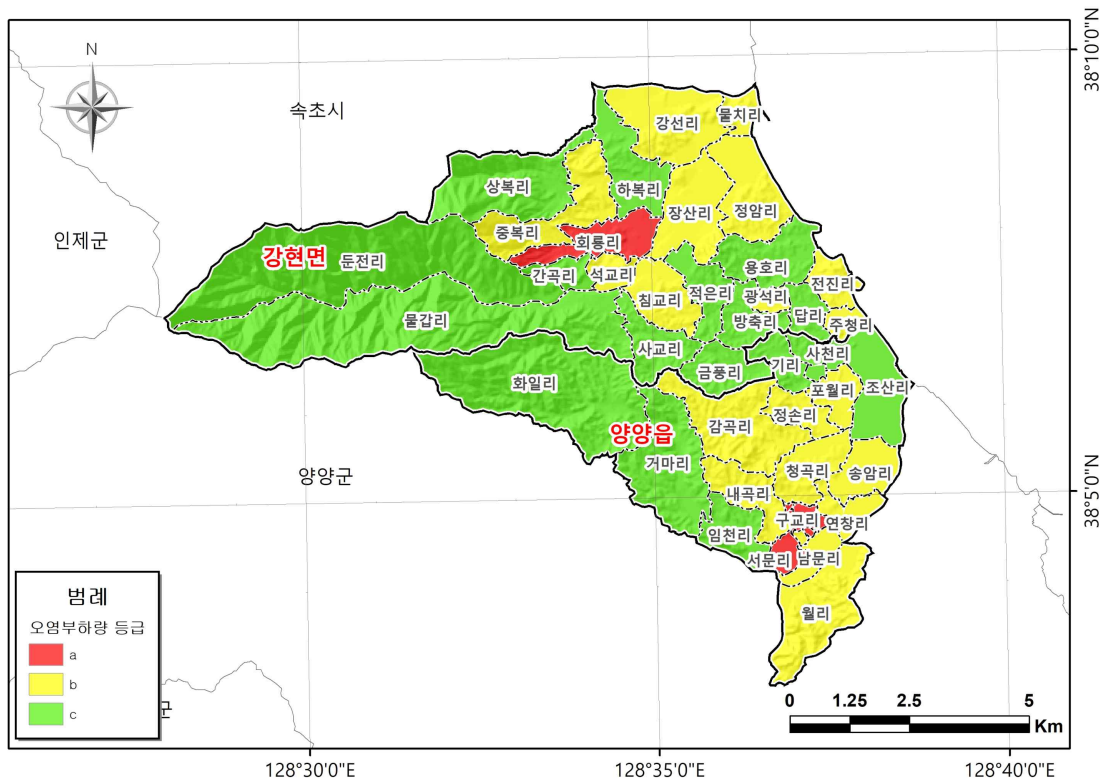 38°10'0"N
N
속초시
강선리
물치리
상복리
하복리
장산리
정암리
인제군
중복리
회룡리
강현면
둔전리
간곡리
석교리
용호리
전진리
침교리
적은리
광석리
물갑리
방축리
답리
주청리
사교리
사천리
금풍리
기리
화일리
포월리
조산리
감곡리
정손리
양양읍
거마리
청곡리
송암리
양양군
내곡리
38°5'0"N
구교리
연창리
임천리
서문리
남문리
월리
범례
오염부하량 등급
a
b
c
군
0 1.25 2.5 5
Km
128°30'0"E
128°35'0"E
128°40'0"E